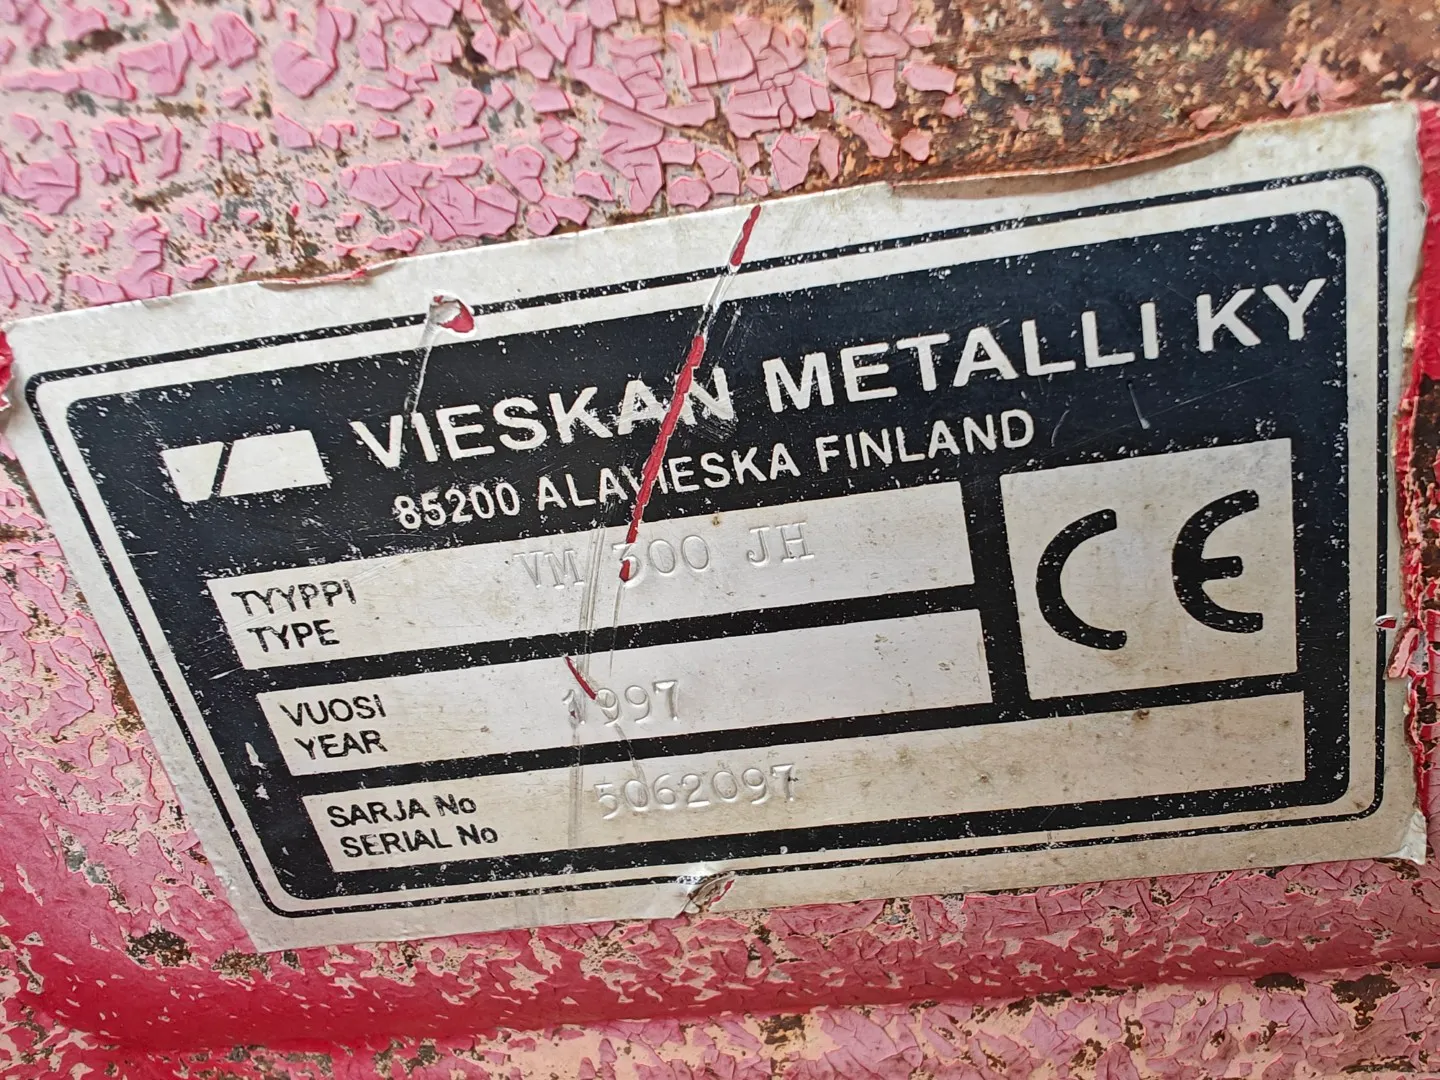 VIESKAN METALLI KY
85200 ALAVIESKA FINLAND
TYYPPI
TYPE
VM 300 JH
VUOSI
YEAR
1997
SARJA No
SERIAL No
5062097
CE